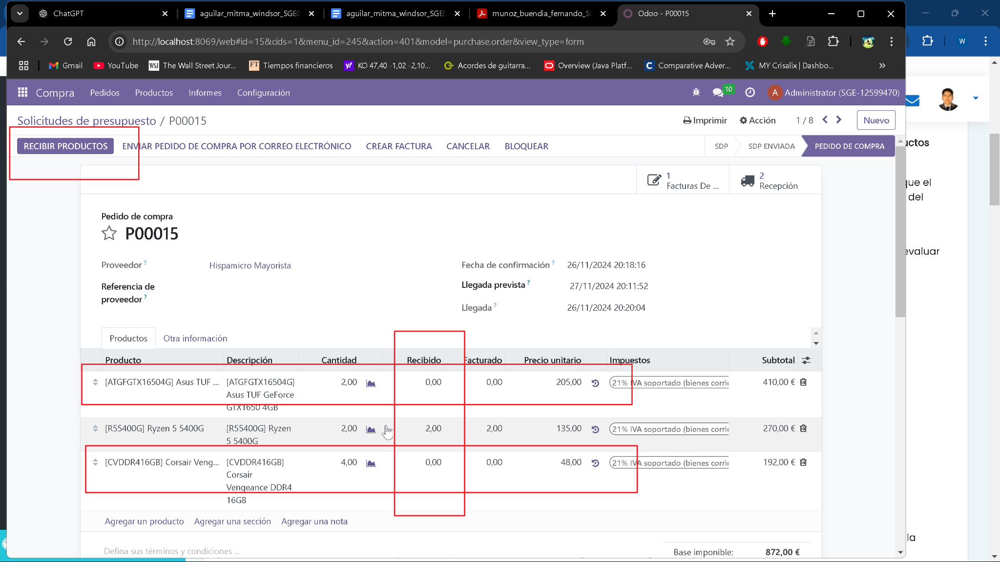 ChatGPT
aguilar_mitma_windsor_SGE0
aguilar_mitma_windsor_SGE0
munoz_buendia_fernando_SG
Odoo - P00015
http://localhost:8069/web#id=15&cids=1&menu_id=245&action=401&model=purchase.order&view_type=form
W
Gmail
YouTube
WSJ The Wall Street Jour...
FT Tiempos financieros
KO 47,40 -1,02 -2,10...
Acordes de guitarra...
Overview (Java Platf...
C Comparative Adver...
MY Crisalix | Dashbo...
»
Compra Pedidos Productos Informes Configuración
10
A Administrator (SGE-12599470)
Solicitudes de presupuesto / P00015
Imprimir Acción 1 / 8 Nuevo
RECIBIR PRODUCTOS ENVIAR PEDIDO DE COMPRA POR CORREO ELECTRÓNICO CREAR FACTURA CANCELAR BLOQUEAR
SDP SDP ENVIADA PEDIDO DE COMPRA
1
Facturas De ...
2
Recepción
Pedido de compra
P00015
Proveedor ? Hispamicro Mayorista
Referencia de
proveedor ?
Fecha de confirmación ? 26/11/2024 20:18:16
Llegada prevista ? 27/11/2024 20:11:52
Llegada ? 26/11/2024 20:20:04
Productos Otra información
Producto Descripción Cantidad Recibido Facturado Precio unitario Impuestos Subtotal
[ATGFGTX16504G] Asus TUF ... [ATGFGTX16504G] 2,00 0,00 0,00 205,00 21% IVA soportado (bienes corrie 410,00 €
Asus TUF GeForce
GTX1650 4GB
[R55400G] Ryzen 5 5400G [R55400G] Ryzen 2,00 2,00 2,00 135,00 21% IVA soportado (bienes corrie 270,00 €
5 5400G
[CVDDR416GB] Corsair Veng... [CVDDR416GB] 4,00 0,00 0,00 48,00 21% IVA soportado (bienes corrie 192,00 €
Corsair
Vengeance DDR4
16GB
Agregar un producto Agregar una sección Agregar una nota
Defina sus términos y condiciones ...
Base imponible: 872,00 €
uctos
que el
del
evaluar
la